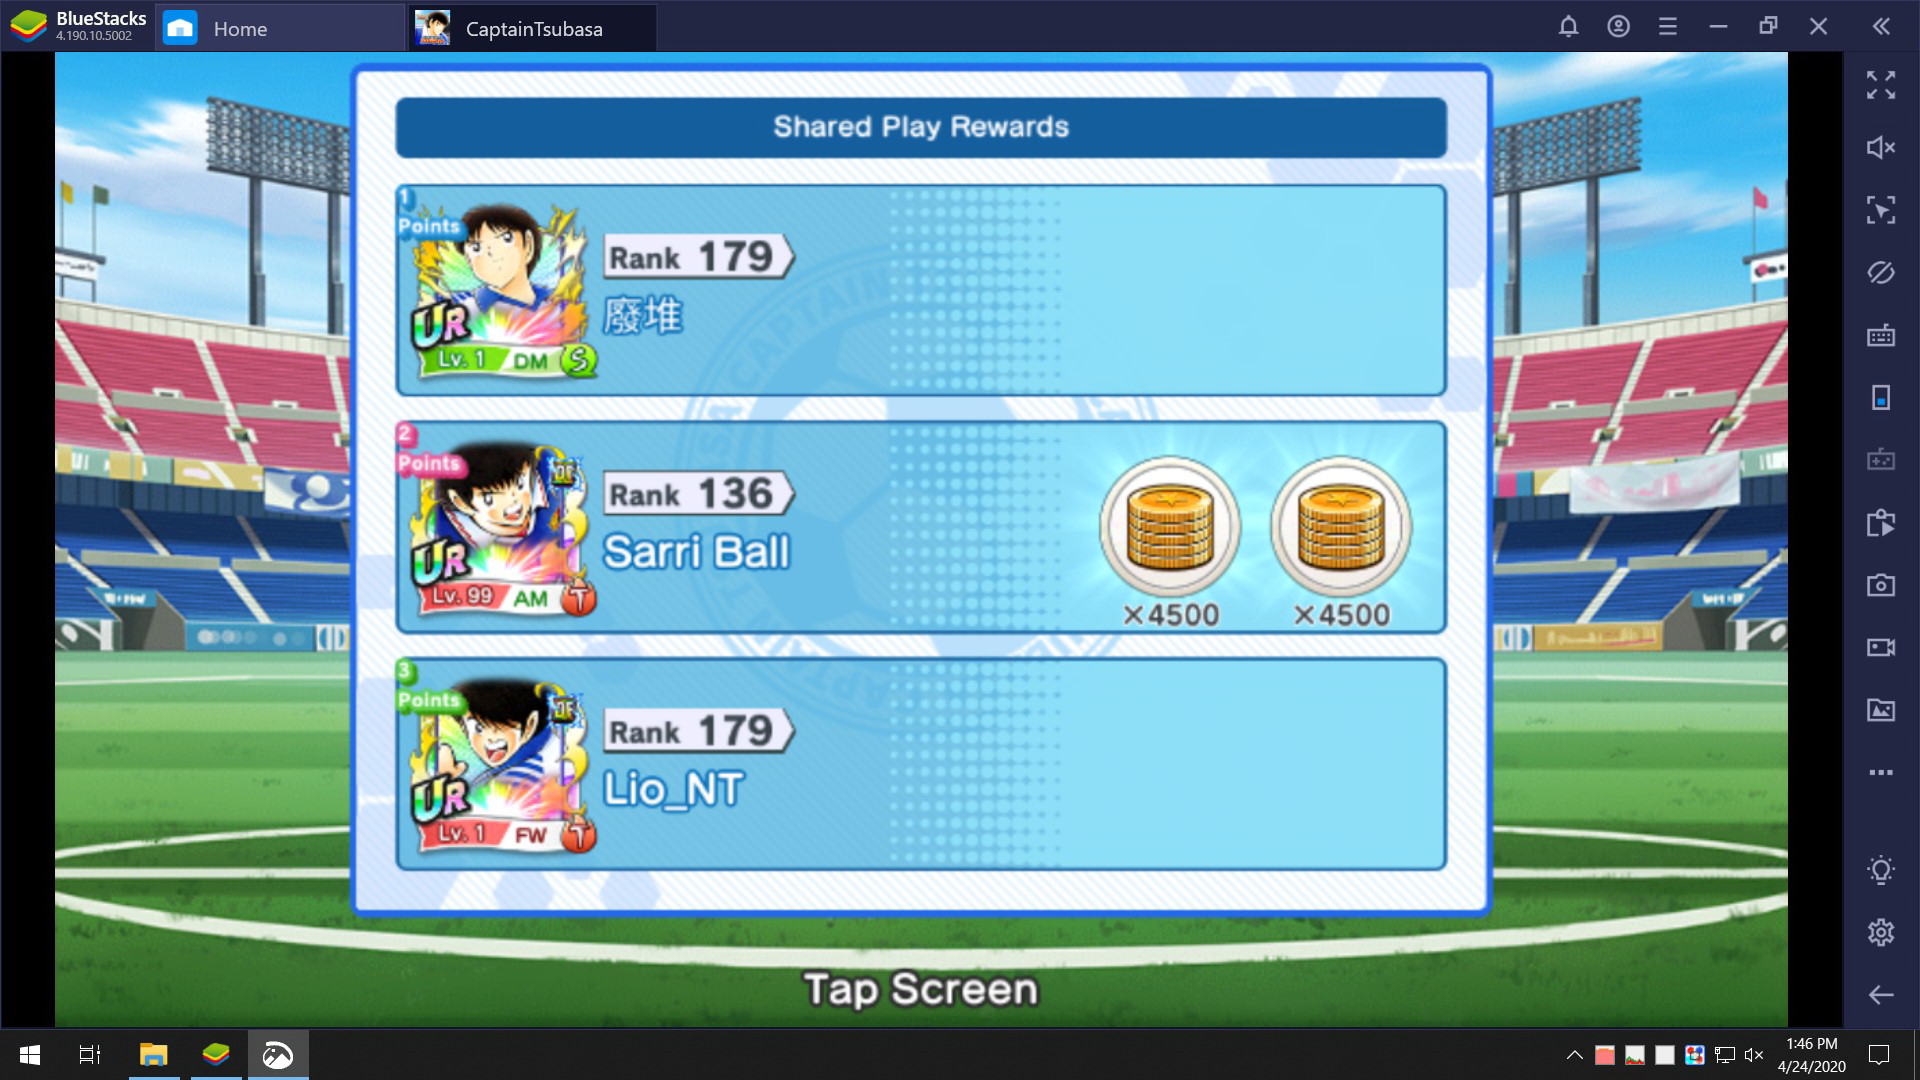 BlueStacks
4.190.10.5002
Home
CaptainTsubasa
Shared Play Rewards
1
Points
UR
Lv. 1 DM S
Rank 179
廢堆
2
Points
UR
Lv. 99 AM T
Rank 136
Sarri Ball
×4500
×4500
3
Points
UR
Lv. 1 FW T
Rank 179
Lio_NT
Tap Screen
1:46 PM
4/24/2020